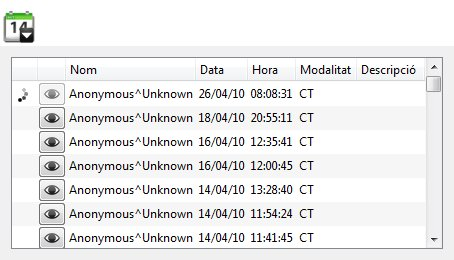 14
Nom Data Hora Modalitat Descripció
Anonymous^Unknown 26/04/10 08:08:31 CT
Anonymous^Unknown 18/04/10 20:55:11 CT
Anonymous^Unknown 16/04/10 12:35:41 CT
Anonymous^Unknown 16/04/10 12:00:45 CT
Anonymous^Unknown 14/04/10 13:28:40 CT
Anonymous^Unknown 14/04/10 11:54:24 CT
Anonymous^Unknown 14/04/10 11:41:45 CT